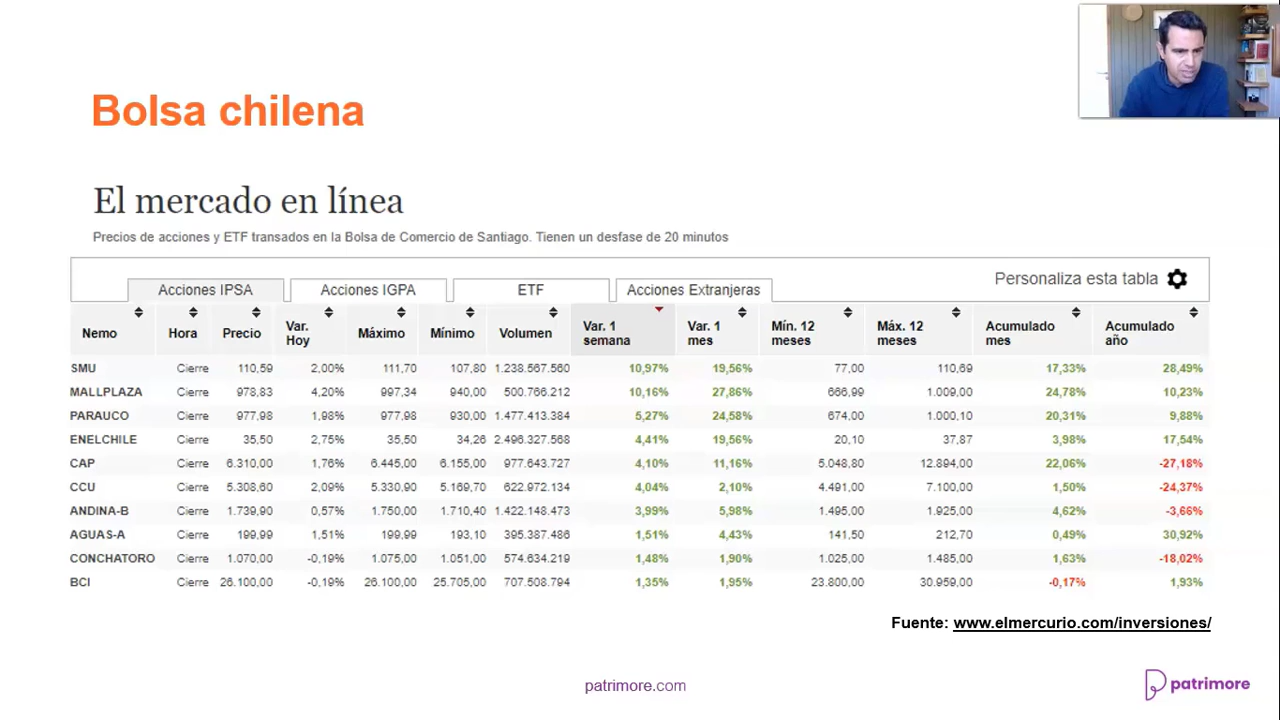 Bolsa chilena
El mercado en línea
Precios de acciones y ETF transados en la Bolsa de Comercio de Santiago. Tienen un desfase de 20 minutos
Acciones IPSA Acciones IGPA ETF Acciones Extranjeras Personaliza esta tabla
Nemo Hora Precio Var. Hoy Máximo Mínimo Volumen Var. 1 semana Var. 1 mes Mín. 12 meses Máx. 12 meses Acumulado mes Acumulado año
SMU Cierre 110,59 2,00% 111,70 107,80 1.238.567.560 10,97% 19,56% 77,00 110,69 17,33% 28,49%
MALLPLAZA Cierre 978,83 4,20% 997,34 940,00 500.766.212 10,16% 27,86% 666,99 1.009,00 24,78% 10,23%
PARAUCO Cierre 977,98 1,98% 977,98 930,00 1.477.413.384 5,27% 24,58% 674,00 1.000,10 20,31% 9,88%
ENELCHILE Cierre 35,50 2,75% 35,50 34,26 2.496.327.568 4,41% 19,56% 20,10 37,87 3,98% 17,54%
CAP Cierre 6.310,00 1,76% 6.445,00 6.155,00 977.643.727 4,10% 11,16% 5.048,80 12.894,00 22,06% -27,18%
CCU Cierre 5.308,60 2,09% 5.330,90 5.169,70 622.972.134 4,04% 2,10% 4.491,00 7.100,00 1,50% -24,37%
ANDINA-B Cierre 1.739,90 0,57% 1.750,00 1.710,40 1.422.148.473 3,99% 5,98% 1.495,00 1.925,00 4,62% -3,66%
AGUAS-A Cierre 199,99 1,51% 199,99 193,10 395.387.486 1,51% 4,43% 141,50 212,70 0,49% 30,92%
CONCHATORO Cierre 1.070,00 -0,19% 1.075,00 1.051,00 574.634.219 1,48% 1,90% 1.025,00 1.485,00 1,63% -18,02%
BCI Cierre 26.100,00 -0,19% 26.100,00 25.705,00 707.508.794 1,35% 1,95% 23.800,00 30.959,00 -0,17% 1,93%
Fuente: www.elmercurio.com/inversiones/
patrimore.com
patrimore